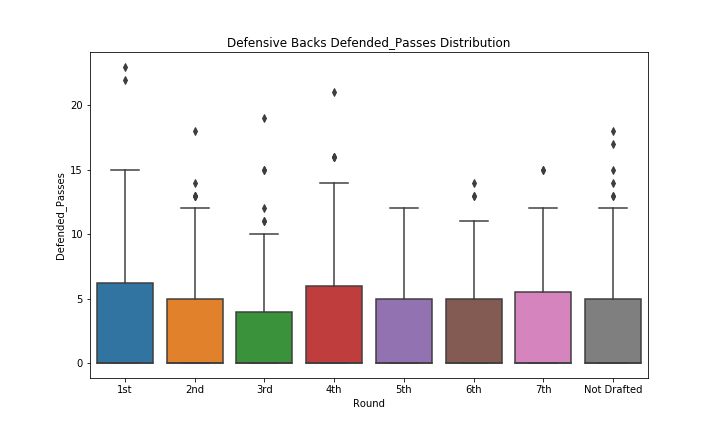 Defensive Backs Defended_Passes Distribution
20
15
10
5
0
Defended_Passes
1st 2nd 3rd 4th 5th 6th 7th Not Drafted
Round